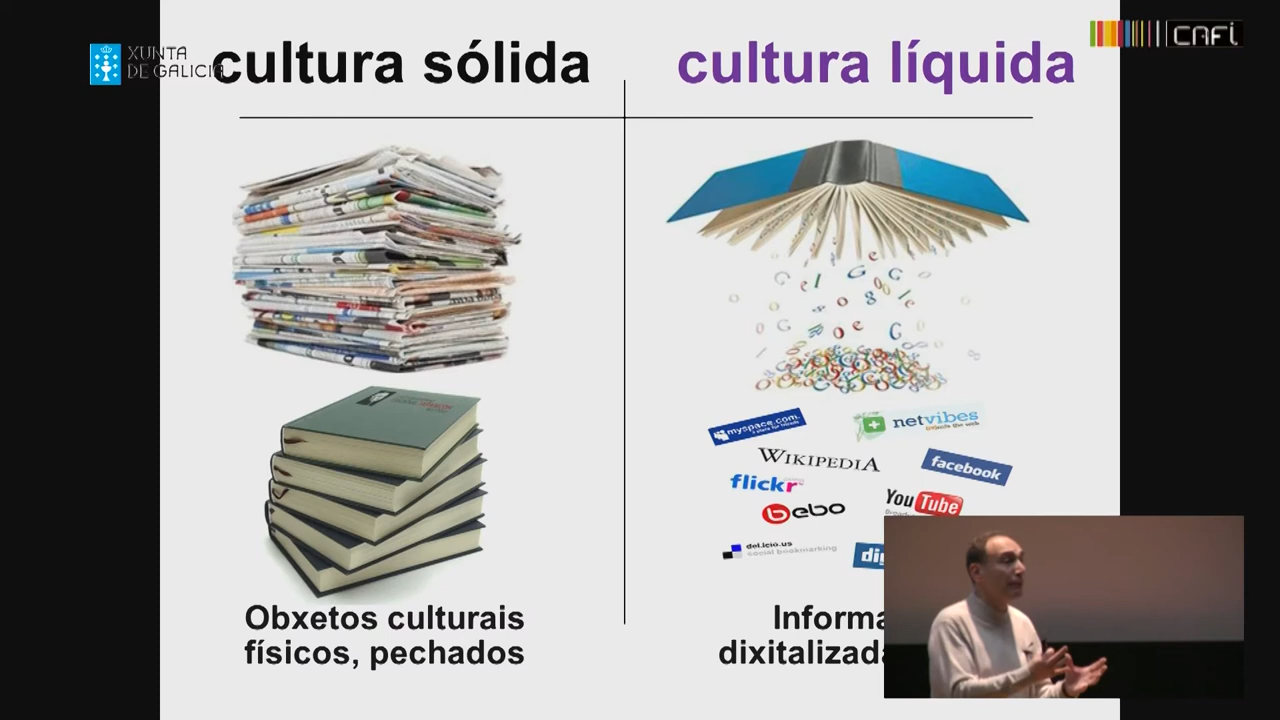 XUNTA
DE GALICIA
CAFi
cultura sólida
cultura líquida
myspace.com.
netvibes
WIKIPEDIA
facebook
flickr
You Tube
bebo
del.icio.us
social bookmarking
Obxetos culturais
físicos, pechados